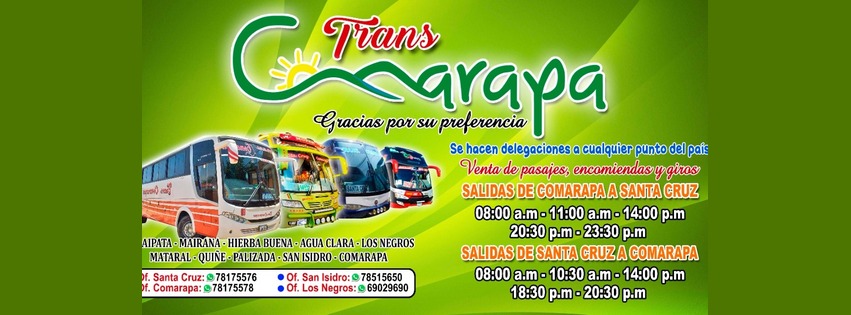 Trans
Comarapa
Gracias por su preferencia
Se hacen delegaciones a cualquier punto del país
Venta de pasajes, encomiendas y giros
SALIDAS DE COMARAPA A SANTA CRUZ
08:00 a.m - 11:00 am - 14:00 p.m
20:30 p.m - 23:30 p.m
SALIDAS DE SANTA CRUZ A COMARAPA
08:00 a.m - 10:30 a.m - 14:00 p.m
18:30 p.m - 20:30 p.m
AIPATA - MAIRANA - HIERBA BUENA - AGUA CLARA - LOS NEGROS
MATARAL - QUIÑE - PALIZADA - SAN ISIDRO - COMARAPA
Of. Santa Cruz: 78175576
Of. San Isidro: 78515650
Of. Comarapa: 78175578
Of. Los Negros: 69029690